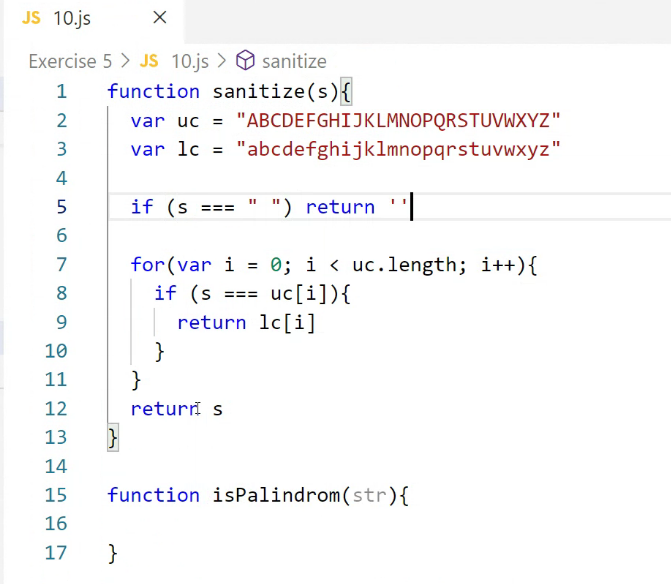 JS 10.js ×
Exercise 5 > JS 10.js > sanitize
1 function sanitize(s){
2   var uc = "ABCDEFGHIJKLMNOPQRSTUVWXYZ"
3   var lc = "abcdefghijklmnopqrstuvwxyz"
4
5   if (s === " ") return ''
6
7   for(var i = 0; i < uc.length; i++){
8     if (s === uc[i]){
9       return lc[i]
10     }
11   }
12   return s
13 }
14
15 function isPalindrom(str){
16
17 }